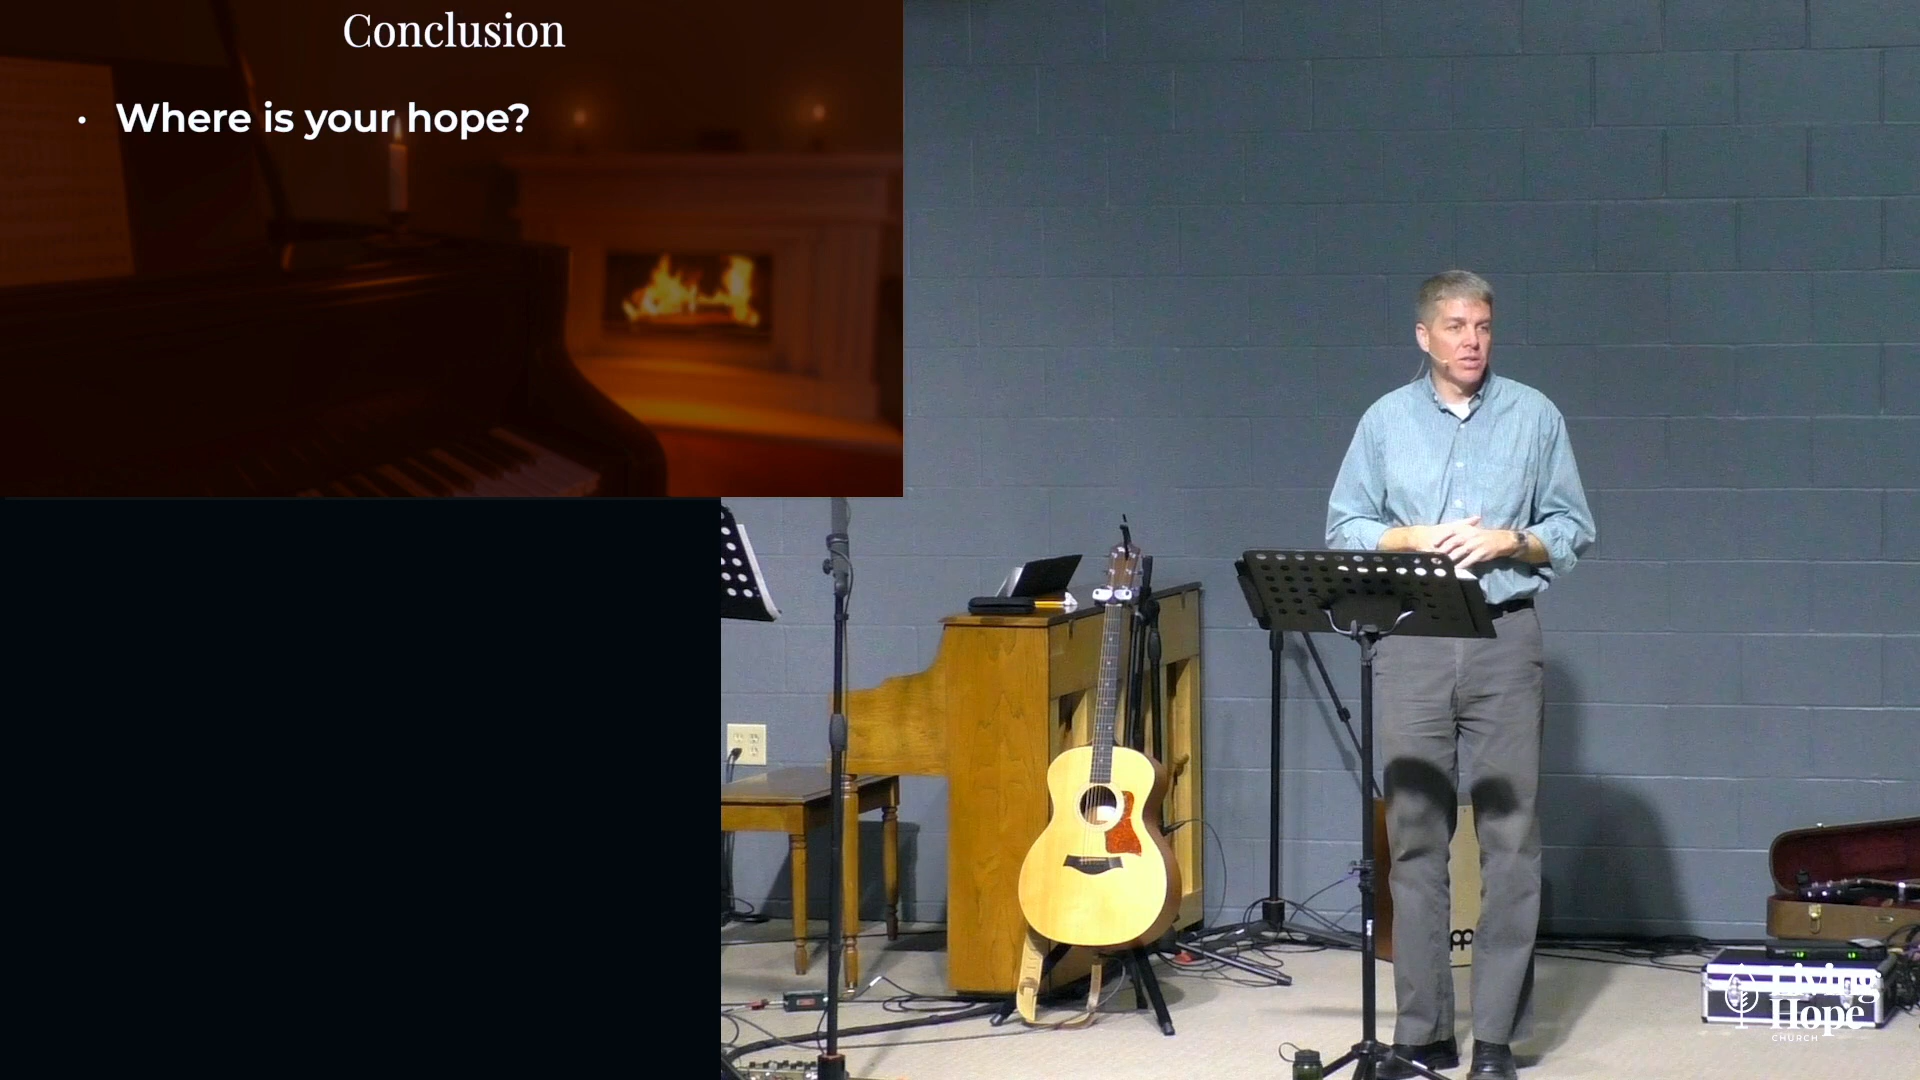 Conclusion
• Where is your hope?
Living
Hope
CHURCH